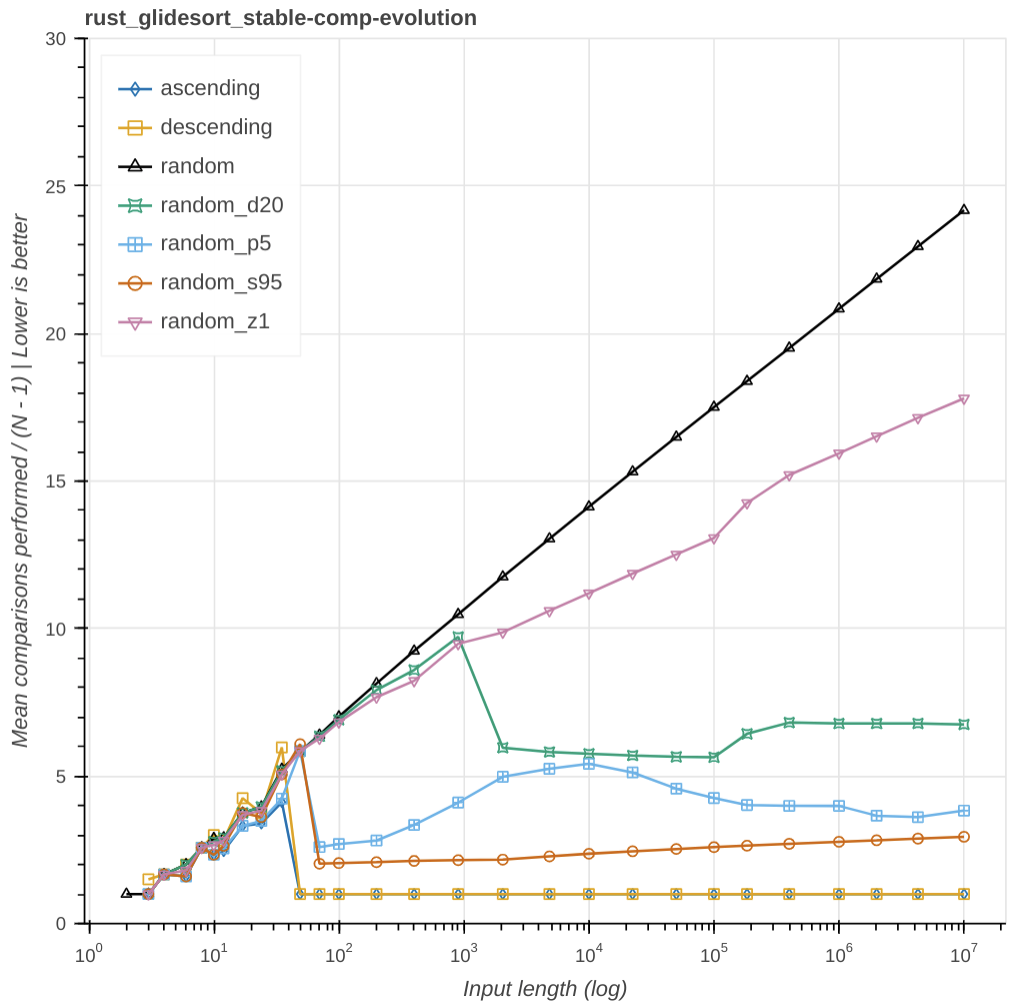 rust_glidesort_stable-comp-evolution
Mean comparisons performed / (N - 1) | Lower is better
30
25
20
15
10
5
0
ascending
descending
random
random_d20
random_p5
random_s95
random_z1
10⁰ 10¹ 10² 10³ 10⁴ 10⁵ 10⁶ 10⁷
Input length (log)